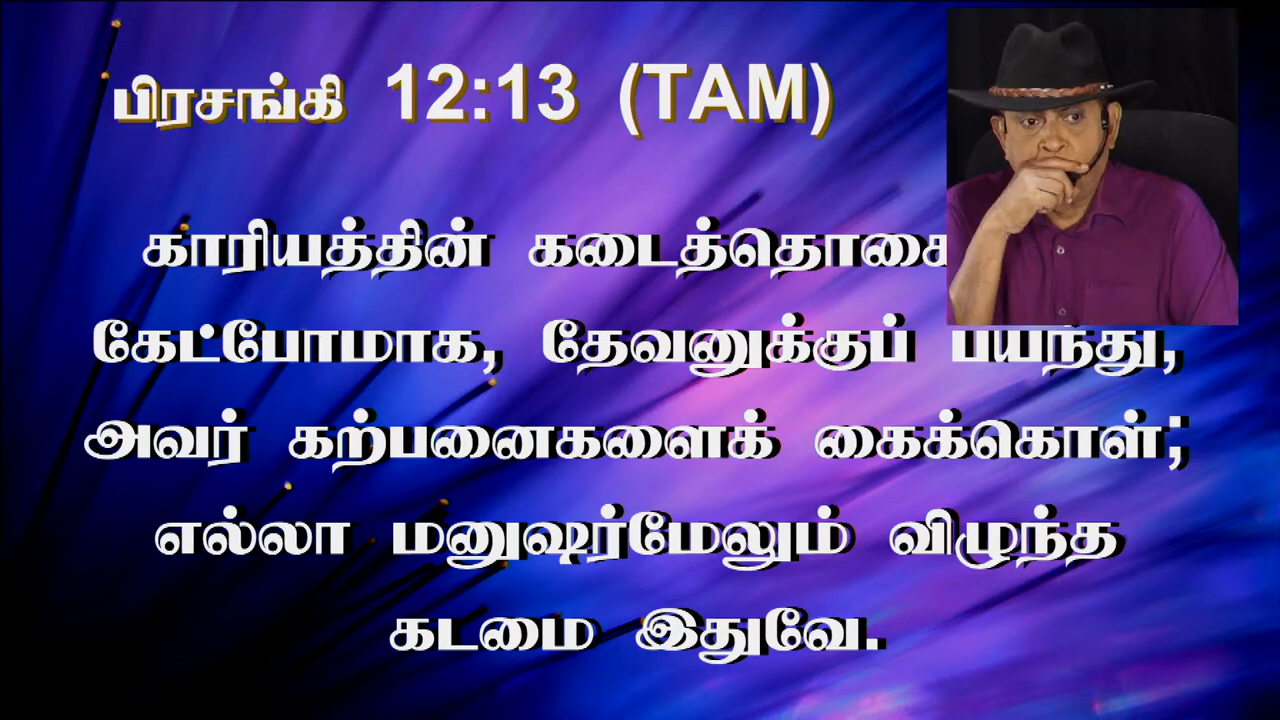 பிரசங்கி 12:13 (TAM)
காரியத்தின்
கேட்போமாக, தேவனுக்குப் பயந்து,
அவர் கற்பனைகளைக் கைக்கொள்;
எல்லா மனுஷர்மேலும் விழுந்த
கடமை இதுவே.